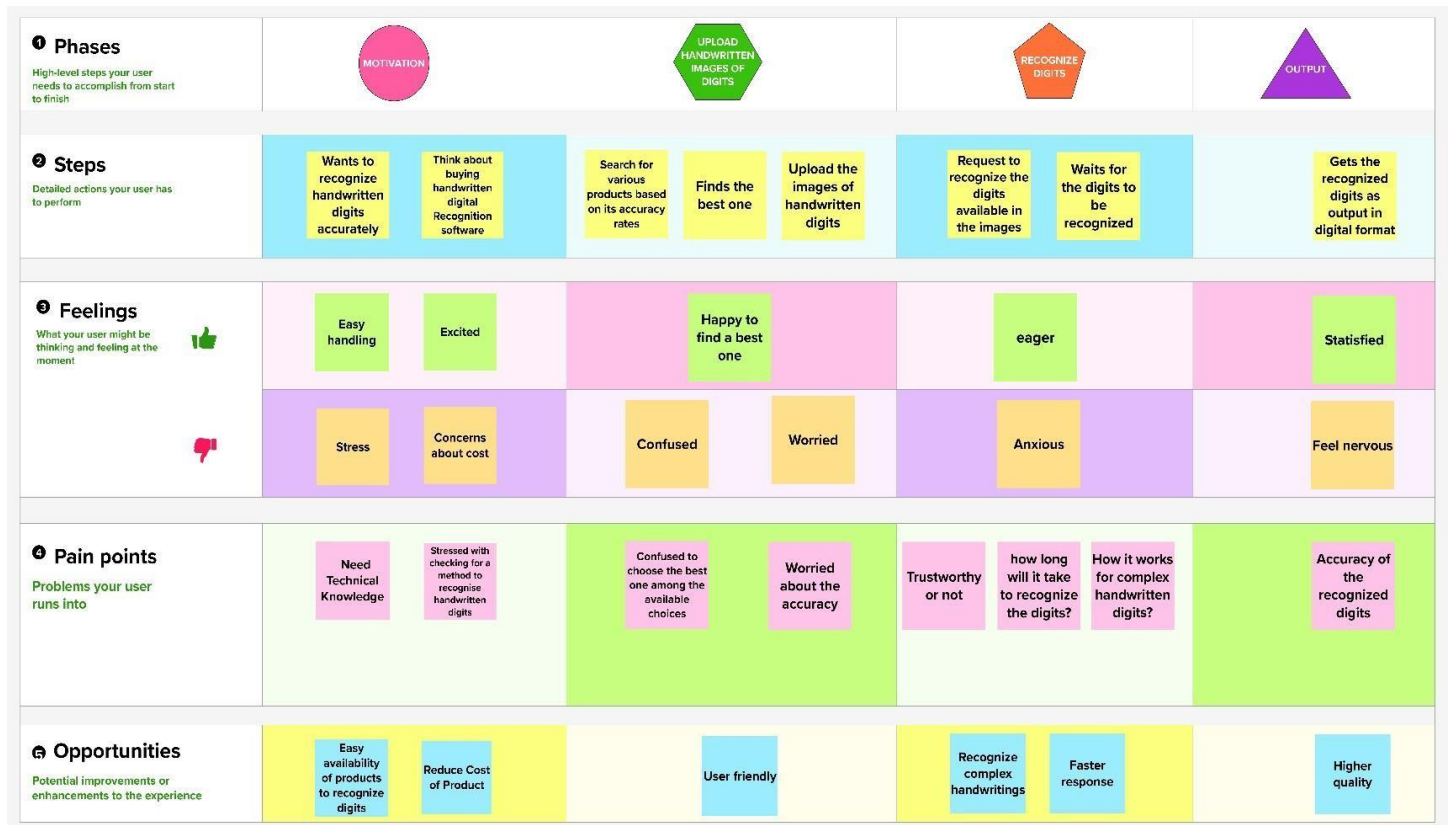 1 Phases
High-level steps your user
needs to accomplish from start
to finish
MOTIVATION
UPLOAD
HANDWRITTEN
IMAGES OF
DIGITS
RECOGNIZE
DIGITS
OUTPUT
2 Steps
Detailed actions your user has
to perform
Wants to
recognize
handwritten
digits
accurately
Think about
buying
handwritten
digital
Recognition
software
Search for
various
products based
on its accuracy
rates
Finds the
best one
Upload the
images of
handwritten
digits
Request to
recognize the
digits
available in
the images
Waits for
the digits to
be
recognized
Gets the
recognized
digits as
output in
digital format
3 Feelings
What your user might be
thinking and feeling at the
moment
Easy
handling
Excited
Happy to
find a best
one
eager
Statisfied
Stress
Concerns
about cost
Confused
Worried
Anxious
Feel nervous
4 Pain points
Problems your user
runs into
Need
Technical
Knowledge
Stressed with
checking for a
method to
recognise
handwritten
digits
Confused to
choose the best
one among the
available
choices
Worried
about the
accuracy
Trustworthy
or not
how long
will it take
to recognize
the digits?
How it works
for complex
handwritten
digits?
Accuracy of
the
recognized
digits
5 Opportunities
Potential improvements or
enhancements to the experience
Easy
availability
of products
to recognize
digits
Reduce Cost
of Product
User friendly
Recognize
complex
handwritings
Faster
response
Higher
quality